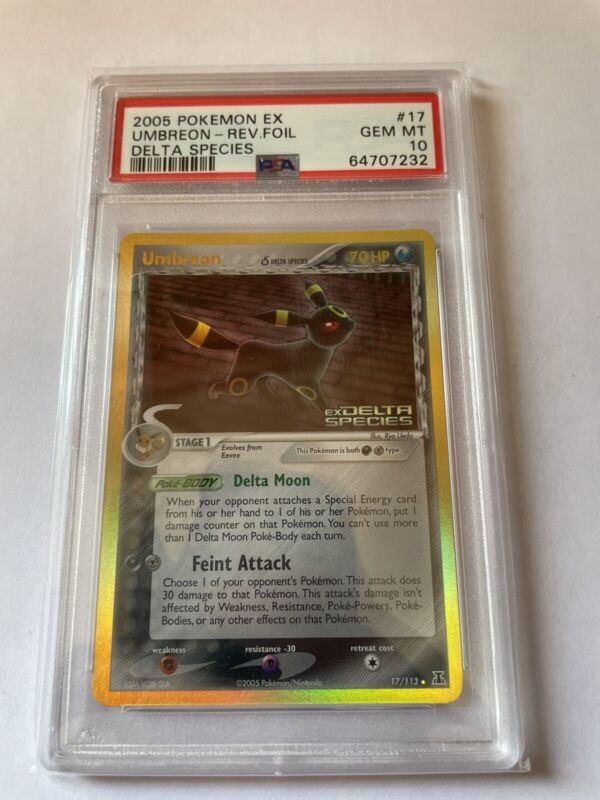 2005 POKEMON EX #17
UMBREON - REV.FOIL GEM MT
DELTA SPECIES 10
PSA 64707232
Umbreon δ DELTA SPECIES 70 HP
EX DELTA
SPECIES
Illus. Ryo Ueda
STAGE 1 Evolves from
Eevee
This Pokémon is both type.
Poké-BODY Delta Moon
When your opponent attaches a Special Energy card
from his or her hand to 1 of his or her Pokémon, put 1
damage counter on that Pokémon. You can't use more
than 1 Delta Moon Poké-Body each turn.
Feint Attack
Choose 1 of your opponent's Pokémon. This attack does
30 damage to that Pokémon. This attack's damage isn't
affected by Weakness, Resistance, Poké-Powers, Poké-
Bodies, or any other effects on that Pokémon.
weakness resistance -30 retreat cost
©2005 Pokémon/Nintendo 17/113